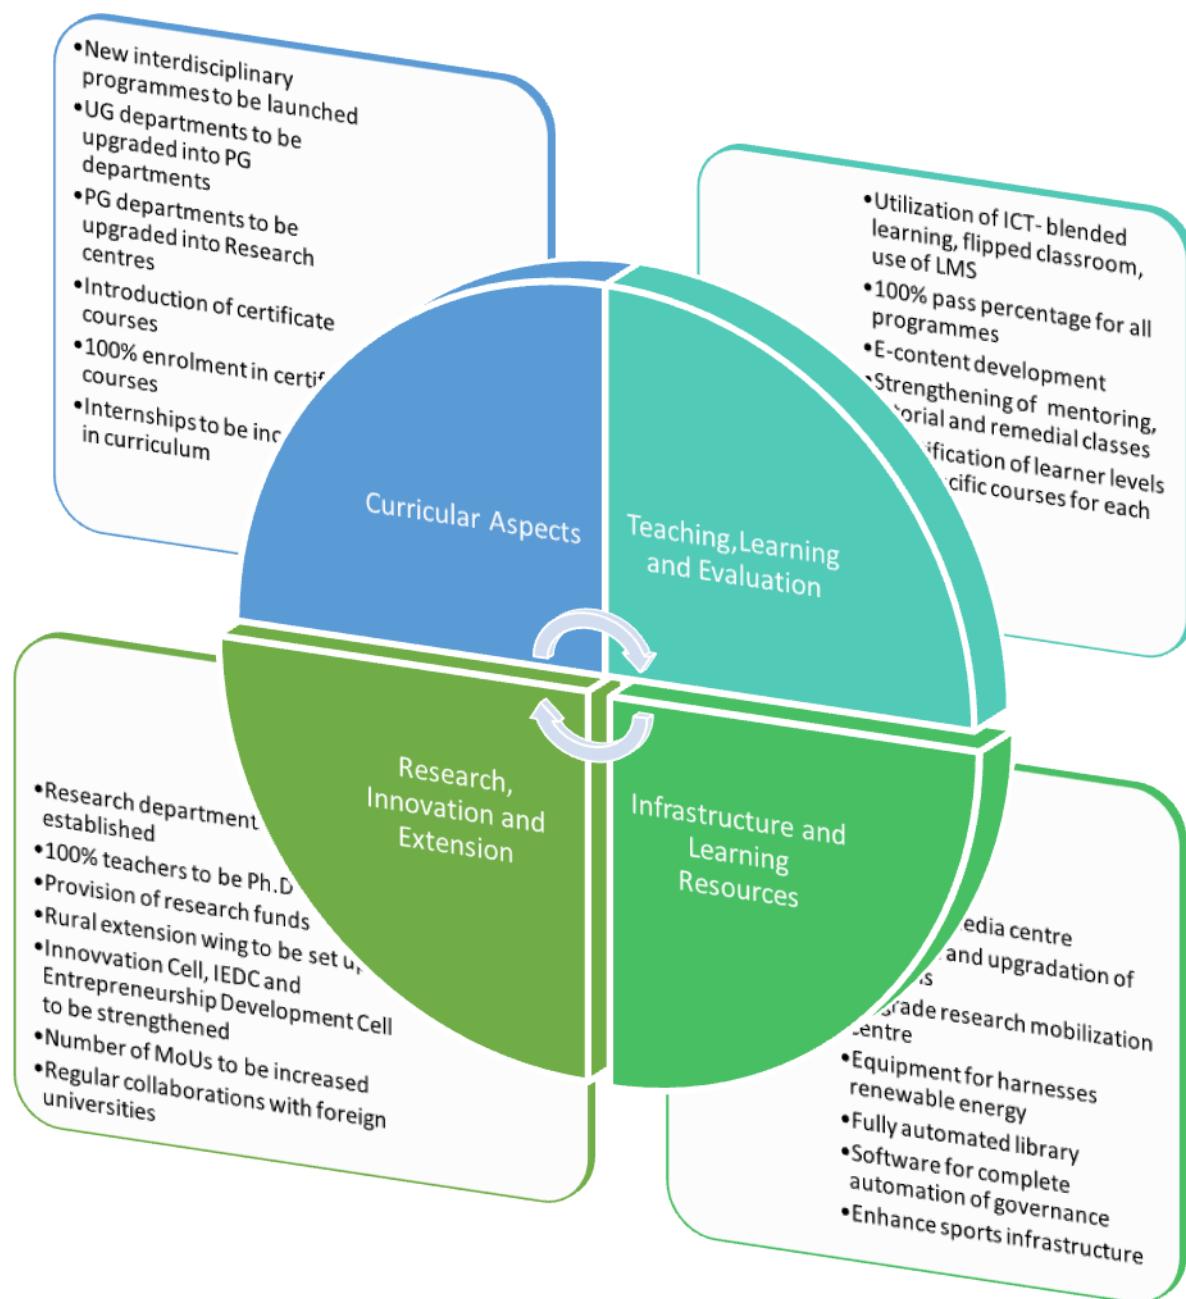 •New interdisciplinary
programmes to be launched
•UG departments to be
upgraded into PG
departments
•PG departments to be
upgraded into Research
centres
•Introduction of certificate
courses
•100% enrolment in
courses
•Internships to be
in curriculum
•Utilization of ICT- blended
learning, flipped classroom,
use of LMS
•100% pass percentage for all
programmes
•E-content development
•Strengthening of mentoring,
and remedial classes
of learner levels
courses for each
Curricular Aspects
Teaching,Learning
and Evaluation
Research,
Innovation and
Extension
Infrastructure and
Learning
Resources
•Research department
established
•100% teachers to be Ph.D
•Provision of research funds
•Rural extension wing to be set up
•Innovvation Cell, IEDC and
Entrepreneurship Development Cell
to be strengthened
•Number of MoUs to be increased
•Regular collaborations with foreign
universities
centre
and upgradation of
research mobilization
centre
•Equipment for harnesses
renewable energy
•Fully automated library
•Software for complete
automation of governance
•Enhance sports infrastructure